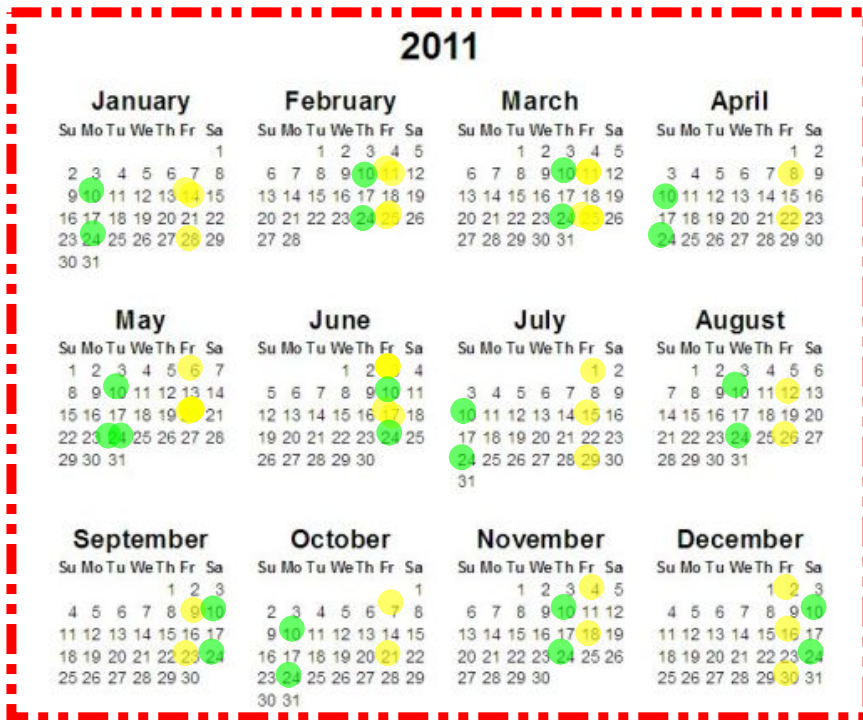 2011
January
Su Mo Tu We Th Fr Sa
1
2 3 4 5 6 7 8
9 10 11 12 13 14 15
16 17 18 19 20 21 22
23 24 25 26 27 28 29
30 31
February
Su Mo Tu We Th Fr Sa
1 2 3 4 5
6 7 8 9 10 11 12
13 14 15 16 17 18 19
20 21 22 23 24 25 26
27 28
March
Su Mo Tu We Th Fr Sa
1 2 3 4 5
6 7 8 9 10 11 12
13 14 15 16 17 18 19
20 21 22 23 24 25 26
27 28 29 30 31
April
Su Mo Tu We Th Fr Sa
1 2
3 4 5 6 7 8 9
10 11 12 13 14 15 16
17 18 19 20 21 22 23
24 25 26 27 28 29 30
May
Su Mo Tu We Th Fr Sa
1 2 3 4 5 6 7
8 9 10 11 12 13 14
15 16 17 18 19 21
22 23 24 25 26 27 28
29 30 31
June
Su Mo Tu We Th Fr Sa
1 2 4
5 6 7 8 9 10 11
12 13 14 15 16 17 18
19 20 21 22 23 24 25
26 27 28 29 30
July
Su Mo Tu We Th Fr Sa
1 2
3 4 5 6 7 8 9
10 11 12 13 14 15 16
17 18 19 20 21 22 23
24 25 26 27 28 29 30
31
August
Su Mo Tu We Th Fr Sa
1 2 3 4 5 6
7 8 9 10 11 12 13
14 15 16 17 18 19 20
21 22 23 24 25 26 27
28 29 30 31
September
Su Mo Tu We Th Fr Sa
1 2 3
4 5 6 7 8 9 10
11 12 13 14 15 16 17
18 19 20 21 22 23 24
25 26 27 28 29 30
October
Su Mo Tu We Th Fr Sa
1
2 3 4 5 6 7 8
9 10 11 12 13 14 15
16 17 18 19 20 21 22
23 24 25 26 27 28 29
30 31
November
Su Mo Tu We Th Fr Sa
1 2 3 4 5
6 7 8 9 10 11 12
13 14 15 16 17 18 19
20 21 22 23 24 25 26
27 28 29 30
December
Su Mo Tu We Th Fr Sa
1 2 3
4 5 6 7 8 9 10
11 12 13 14 15 16 17
18 19 20 21 22 23 24
25 26 27 28 29 30 31